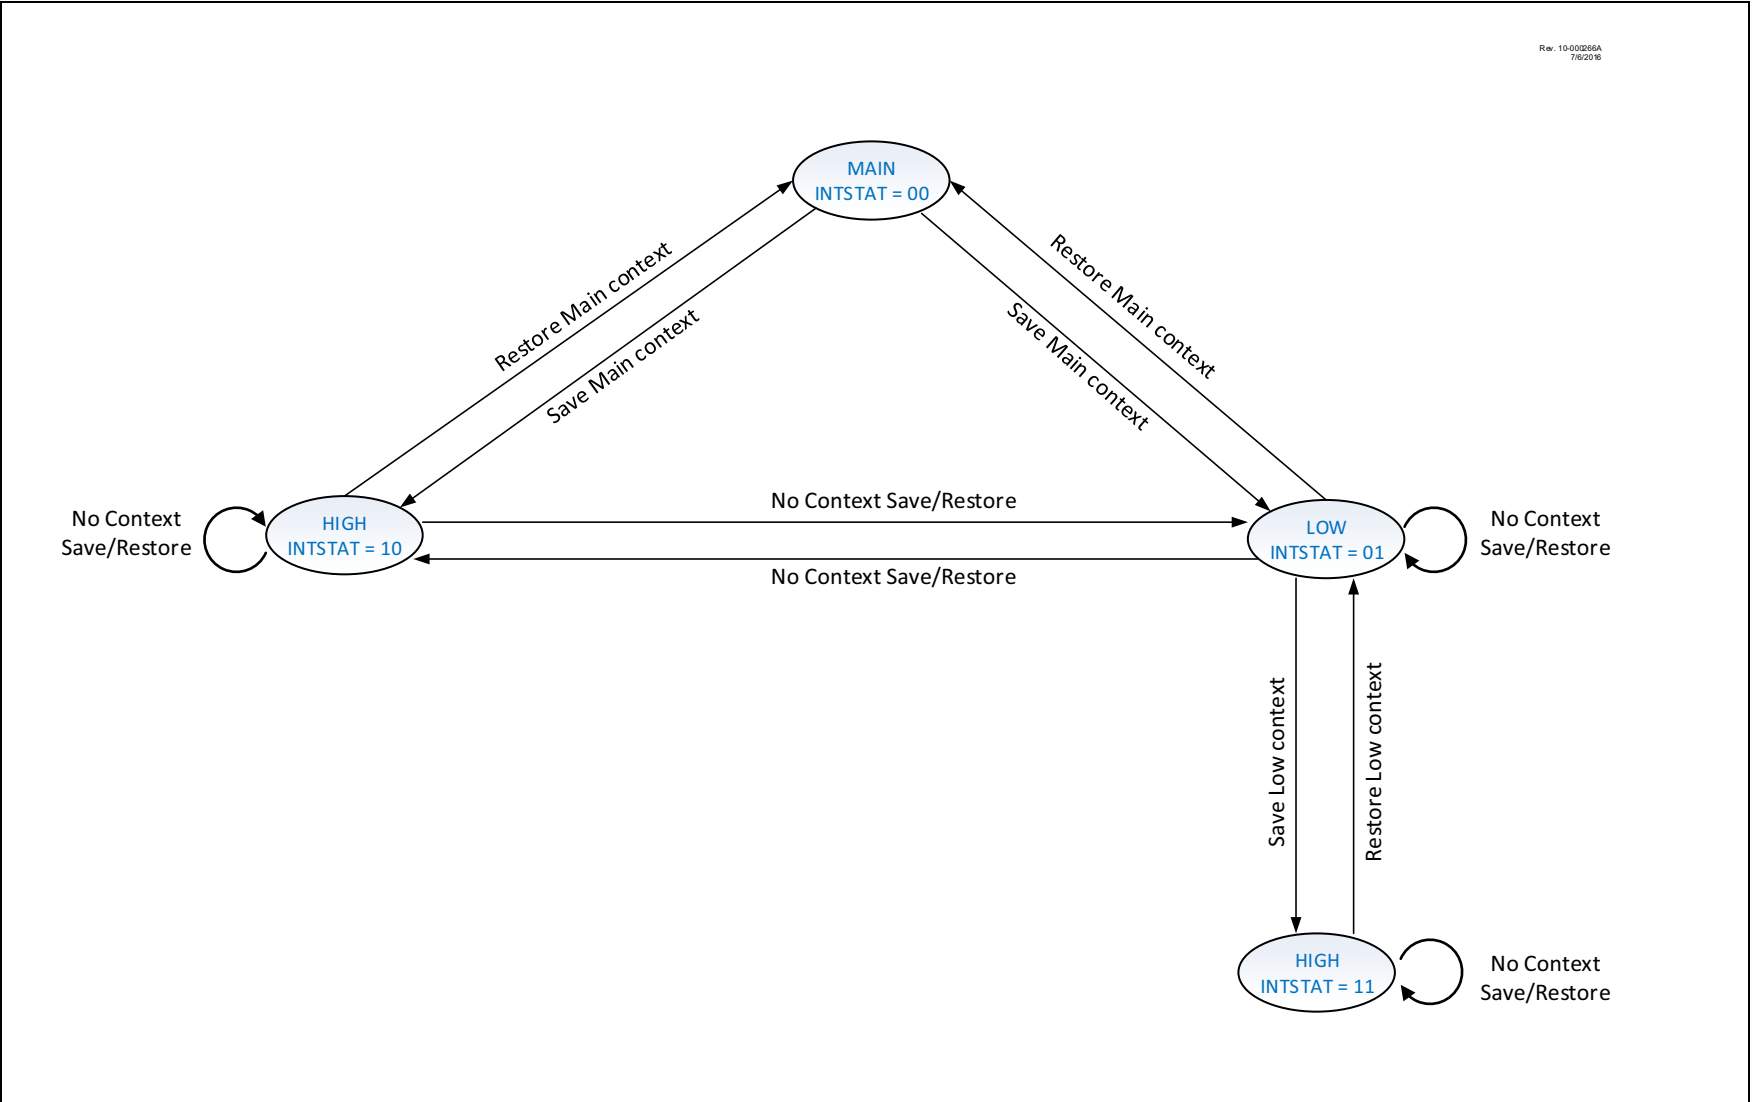 Rev. 10-000266A
7/6/2016
MAIN
INTSTAT = 00
Restore Main context
Save Main context
Save Main context
Restore Main context
No Context
Save/Restore
HIGH
INTSTAT = 10
No Context Save/Restore
No Context Save/Restore
LOW
INTSTAT = 01
No Context
Save/Restore
Save Low context
Restore Low context
HIGH
INTSTAT = 11
No Context
Save/Restore